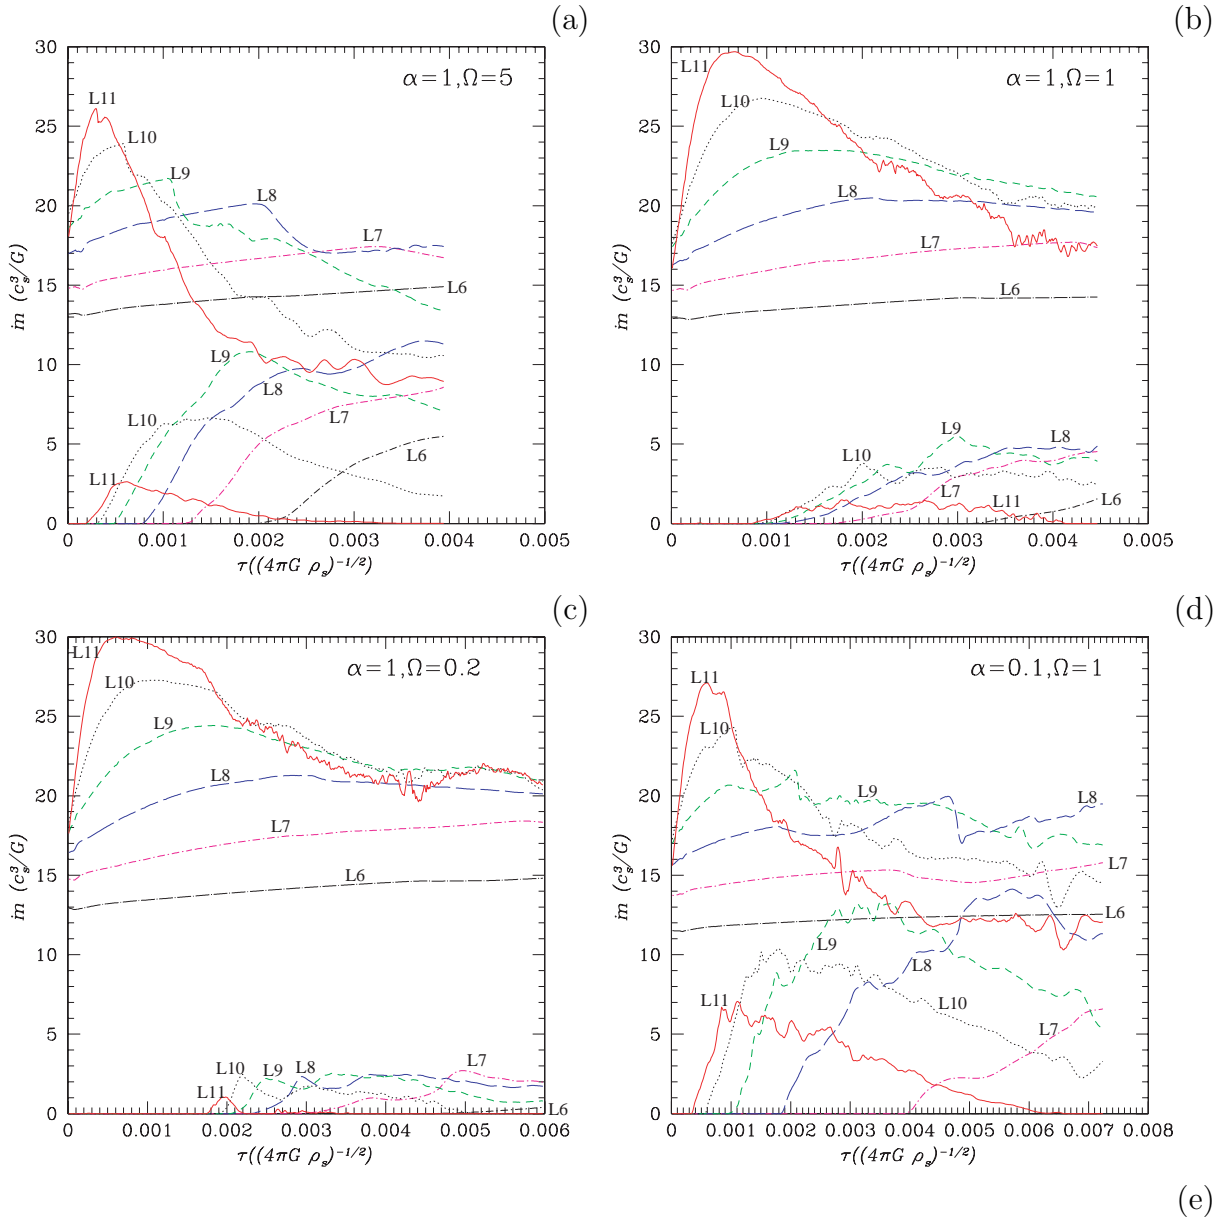 (a)
α=1,Ω=5
30
25
20
15
10
5
0
ṁ (c_s^3/G)
L11
L10
L9
L8
L7
L6
L9
L8
L10
L7
L6
L11
0 0.001 0.002 0.003 0.004 0.005
τ((4πG ρ_s)^{-1/2})
(b)
α=1,Ω=1
30
25
20
15
10
5
0
ṁ (c_s^3/G)
L11
L10
L9
L8
L7
L6
L9
L10
L8
L7
L11
L6
0 0.001 0.002 0.003 0.004 0.005
τ((4πG ρ_s)^{-1/2})
(c)
α=1,Ω=0.2
30
25
20
15
10
5
0
ṁ (c_s^3/G)
L11
L10
L9
L8
L7
L6
L10
L9
L8
L7
L11
L6
0 0.001 0.002 0.003 0.004 0.005 0.006
τ((4πG ρ_s)^{-1/2})
(d)
α=0.1,Ω=1
30
25
20
15
10
5
0
ṁ (c_s^3/G)
L11
L10
L9
L8
L7
L6
L9
L8
L11
L10
L7
0 0.001 0.002 0.003 0.004 0.005 0.006 0.007 0.008
τ((4πG ρ_s)^{-1/2})
(e)